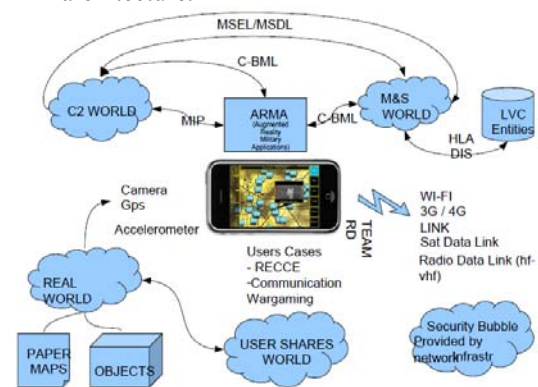 MSEL/MSDL
C-BML
C2 WORLD
MIP
ARMA
(Augmented
Reality
Military
Applications)
C-BML
M&S
WORLD
LVC
Entities
HLA
DIS
Camera
Gps
Accelerometer
TEAM
RD
WI-FI
3G / 4G
LINK
Sat Data Link
Radio Data Link (hf-
vhf)
Users Cases
- RECCE
-Communication
Wargaming
REAL
WORLD
PAPER
MAPS
OBJECTS
USER SHARES
WORLD
Security Bubble
Provided by
networkInfrastr